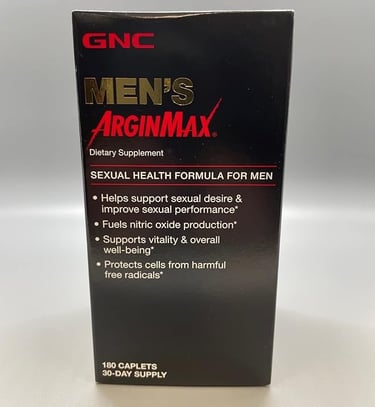 GNC
MEN'S
ARGINMAX®
Dietary Supplement
SEXUAL HEALTH FORMULA FOR MEN
• Helps support sexual desire &
improve sexual performance*
• Fuels nitric oxide production*
• Supports vitality & overall
well-being*
• Protects cells from harmful
free radicals*
180 CAPLETS
30-DAY SUPPLY